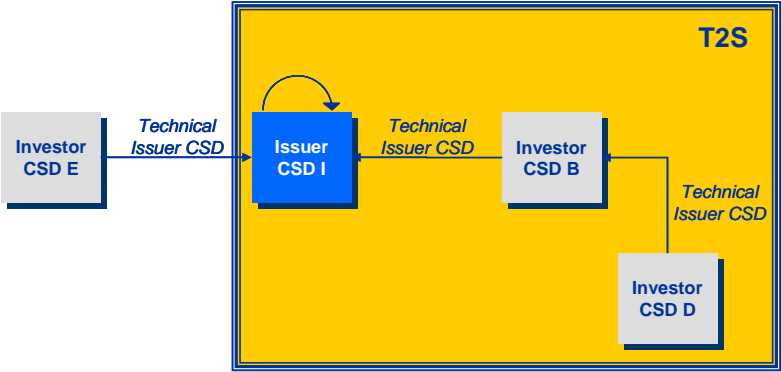 T2S
Technical
Issuer CSD
Technical
Issuer CSD
Investor
CSD E
Issuer
CSD I
Investor
CSD B
Technical
Issuer CSD
Investor
CSD D